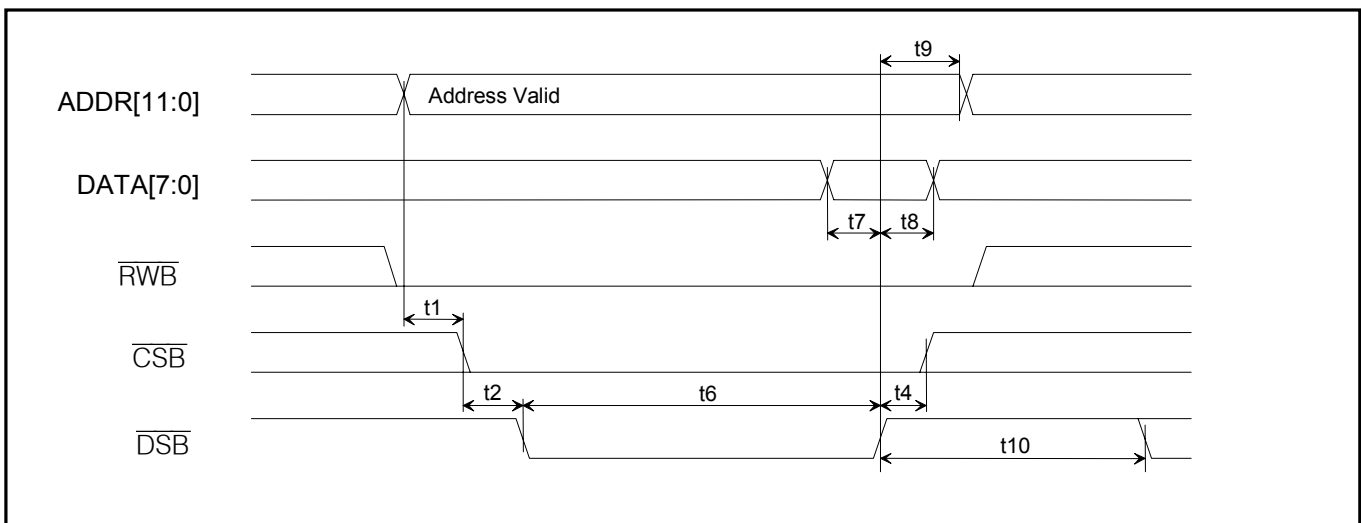 t9
ADDR[11:0]
Address Valid
DATA[7:0]
t7
t8
RWB
t1
CSB
t2
t6
t4
DSB
t10